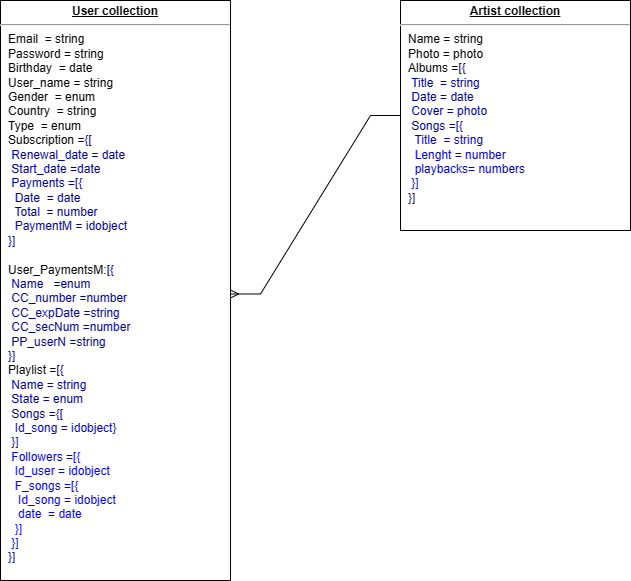 User collection
Email  = string
Password = string
Birthday = date
User_name = string
Gender = enum
Country = string
Type = enum
Subscription ={[
Renewal_date = date
Start_date =date
Payments =[{
Date  = date
Total  = number
PaymentM = idobject
}]
User_PaymentsM:[{
Name   =enum
CC_number =number
CC_expDate =string
CC_secNum =number
PP_userN =string
}]
Playlist =[{
Name = string
State = enum
Songs ={[
Id_song = idobject}
}]
Followers =[{
Id_user = idobject
F_songs =[{
Id_song = idobject
date  = date
}]
}]
}]
Artist collection
Name = string
Photo = photo
Albums =[{
Title  = string
Date = date
Cover = photo
Songs =[{
Title  = string
Lenght = number
playbacks= numbers
}]
}]